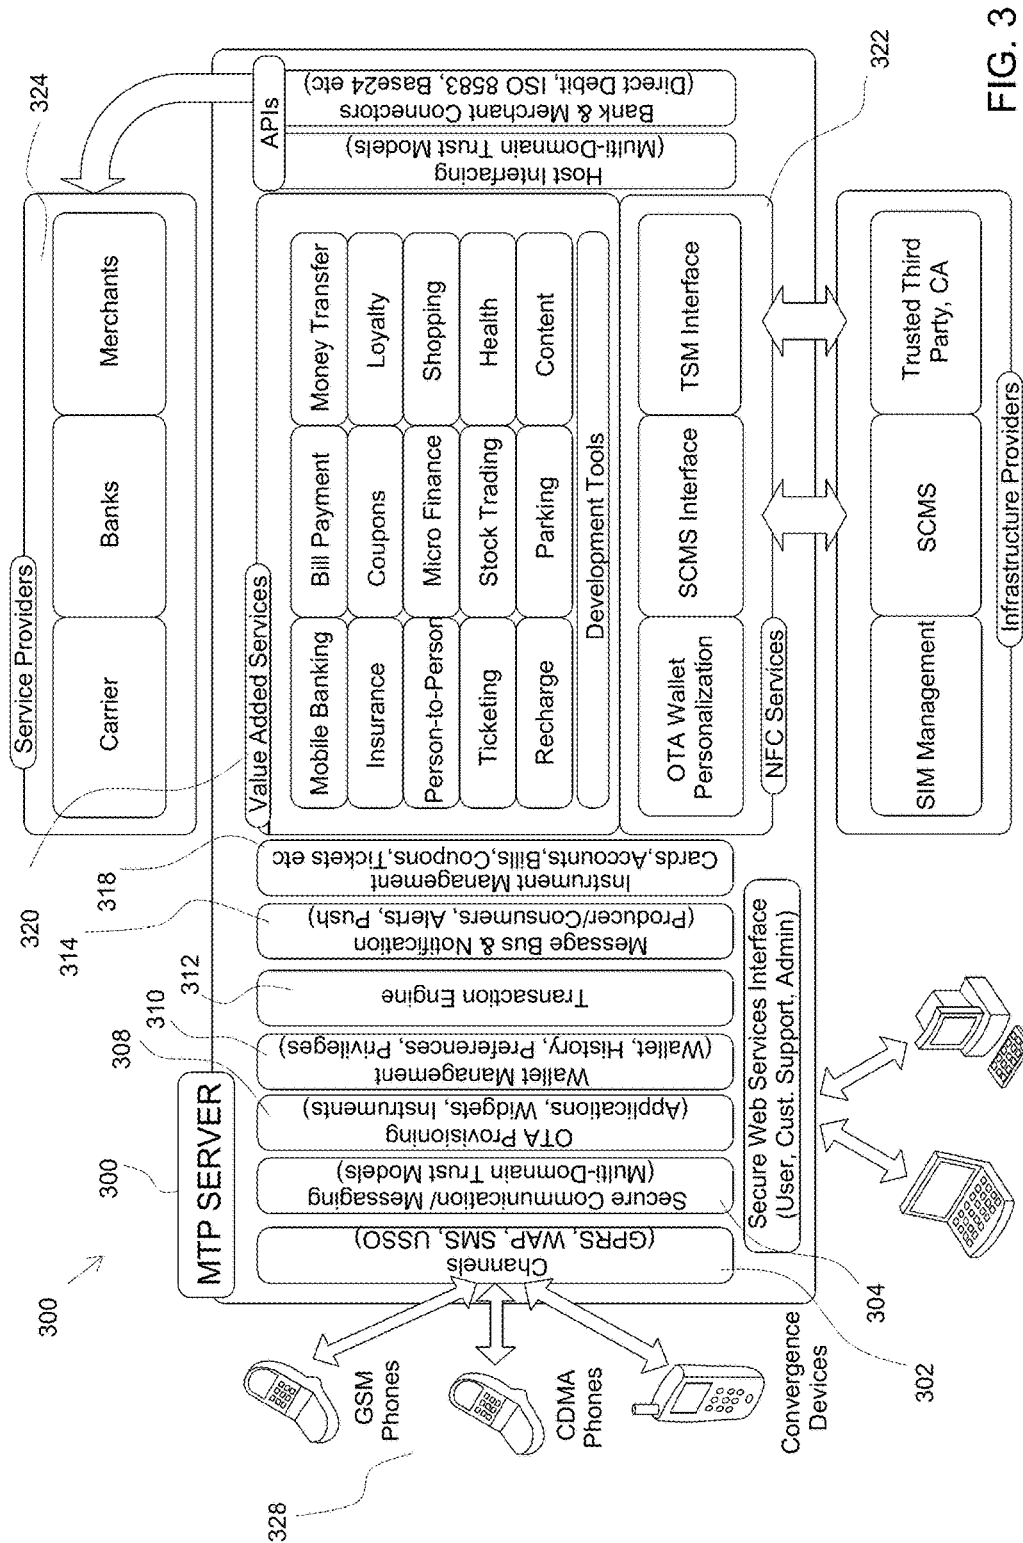 300
328
GSM
Phones
CDMA
Phones
Convergence
Devices
302
304
300
MTP SERVER
Channels
(GPRS, WAP, SMS, USSO)
Secure Communication/ Messaging
(Multi-Domnain Trust Models)
OTA Provisioning
(Applications, Widgets, Instruments)
308
Wallet Management
(Wallet, History, Preferences, Privileges)
310
Transaction Engine
312
Message Bus & Notification
(Producer/Consumers, Alerts, Push)
314
Instrument Management
Cards,Accounts,Bills,Coupons,Tickets etc
318
320
Secure Web Services Interface
(User, Cust. Support, Admin)
Service Providers
Carrier
Banks
Merchants
324
Value Added Services
Mobile Banking
Bill Payment
Money Transfer
Insurance
Coupons
Loyalty
Person-to-Person
Micro Finance
Shopping
Ticketing
Stock Trading
Health
Recharge
Parking
Content
Development Tools
OTA Wallet
Personalization
SCMS Interface
TSM Interface
NFC Services
322
APIs
Host Interfacing
(Multi-Domnain Trust Models)
Bank & Merchant Connectors
(Direct Debit, ISO 8583, Base24 etc)
SIM Management
SCMS
Trusted Third
Party, CA
Infrastructure Providers
FIG. 3